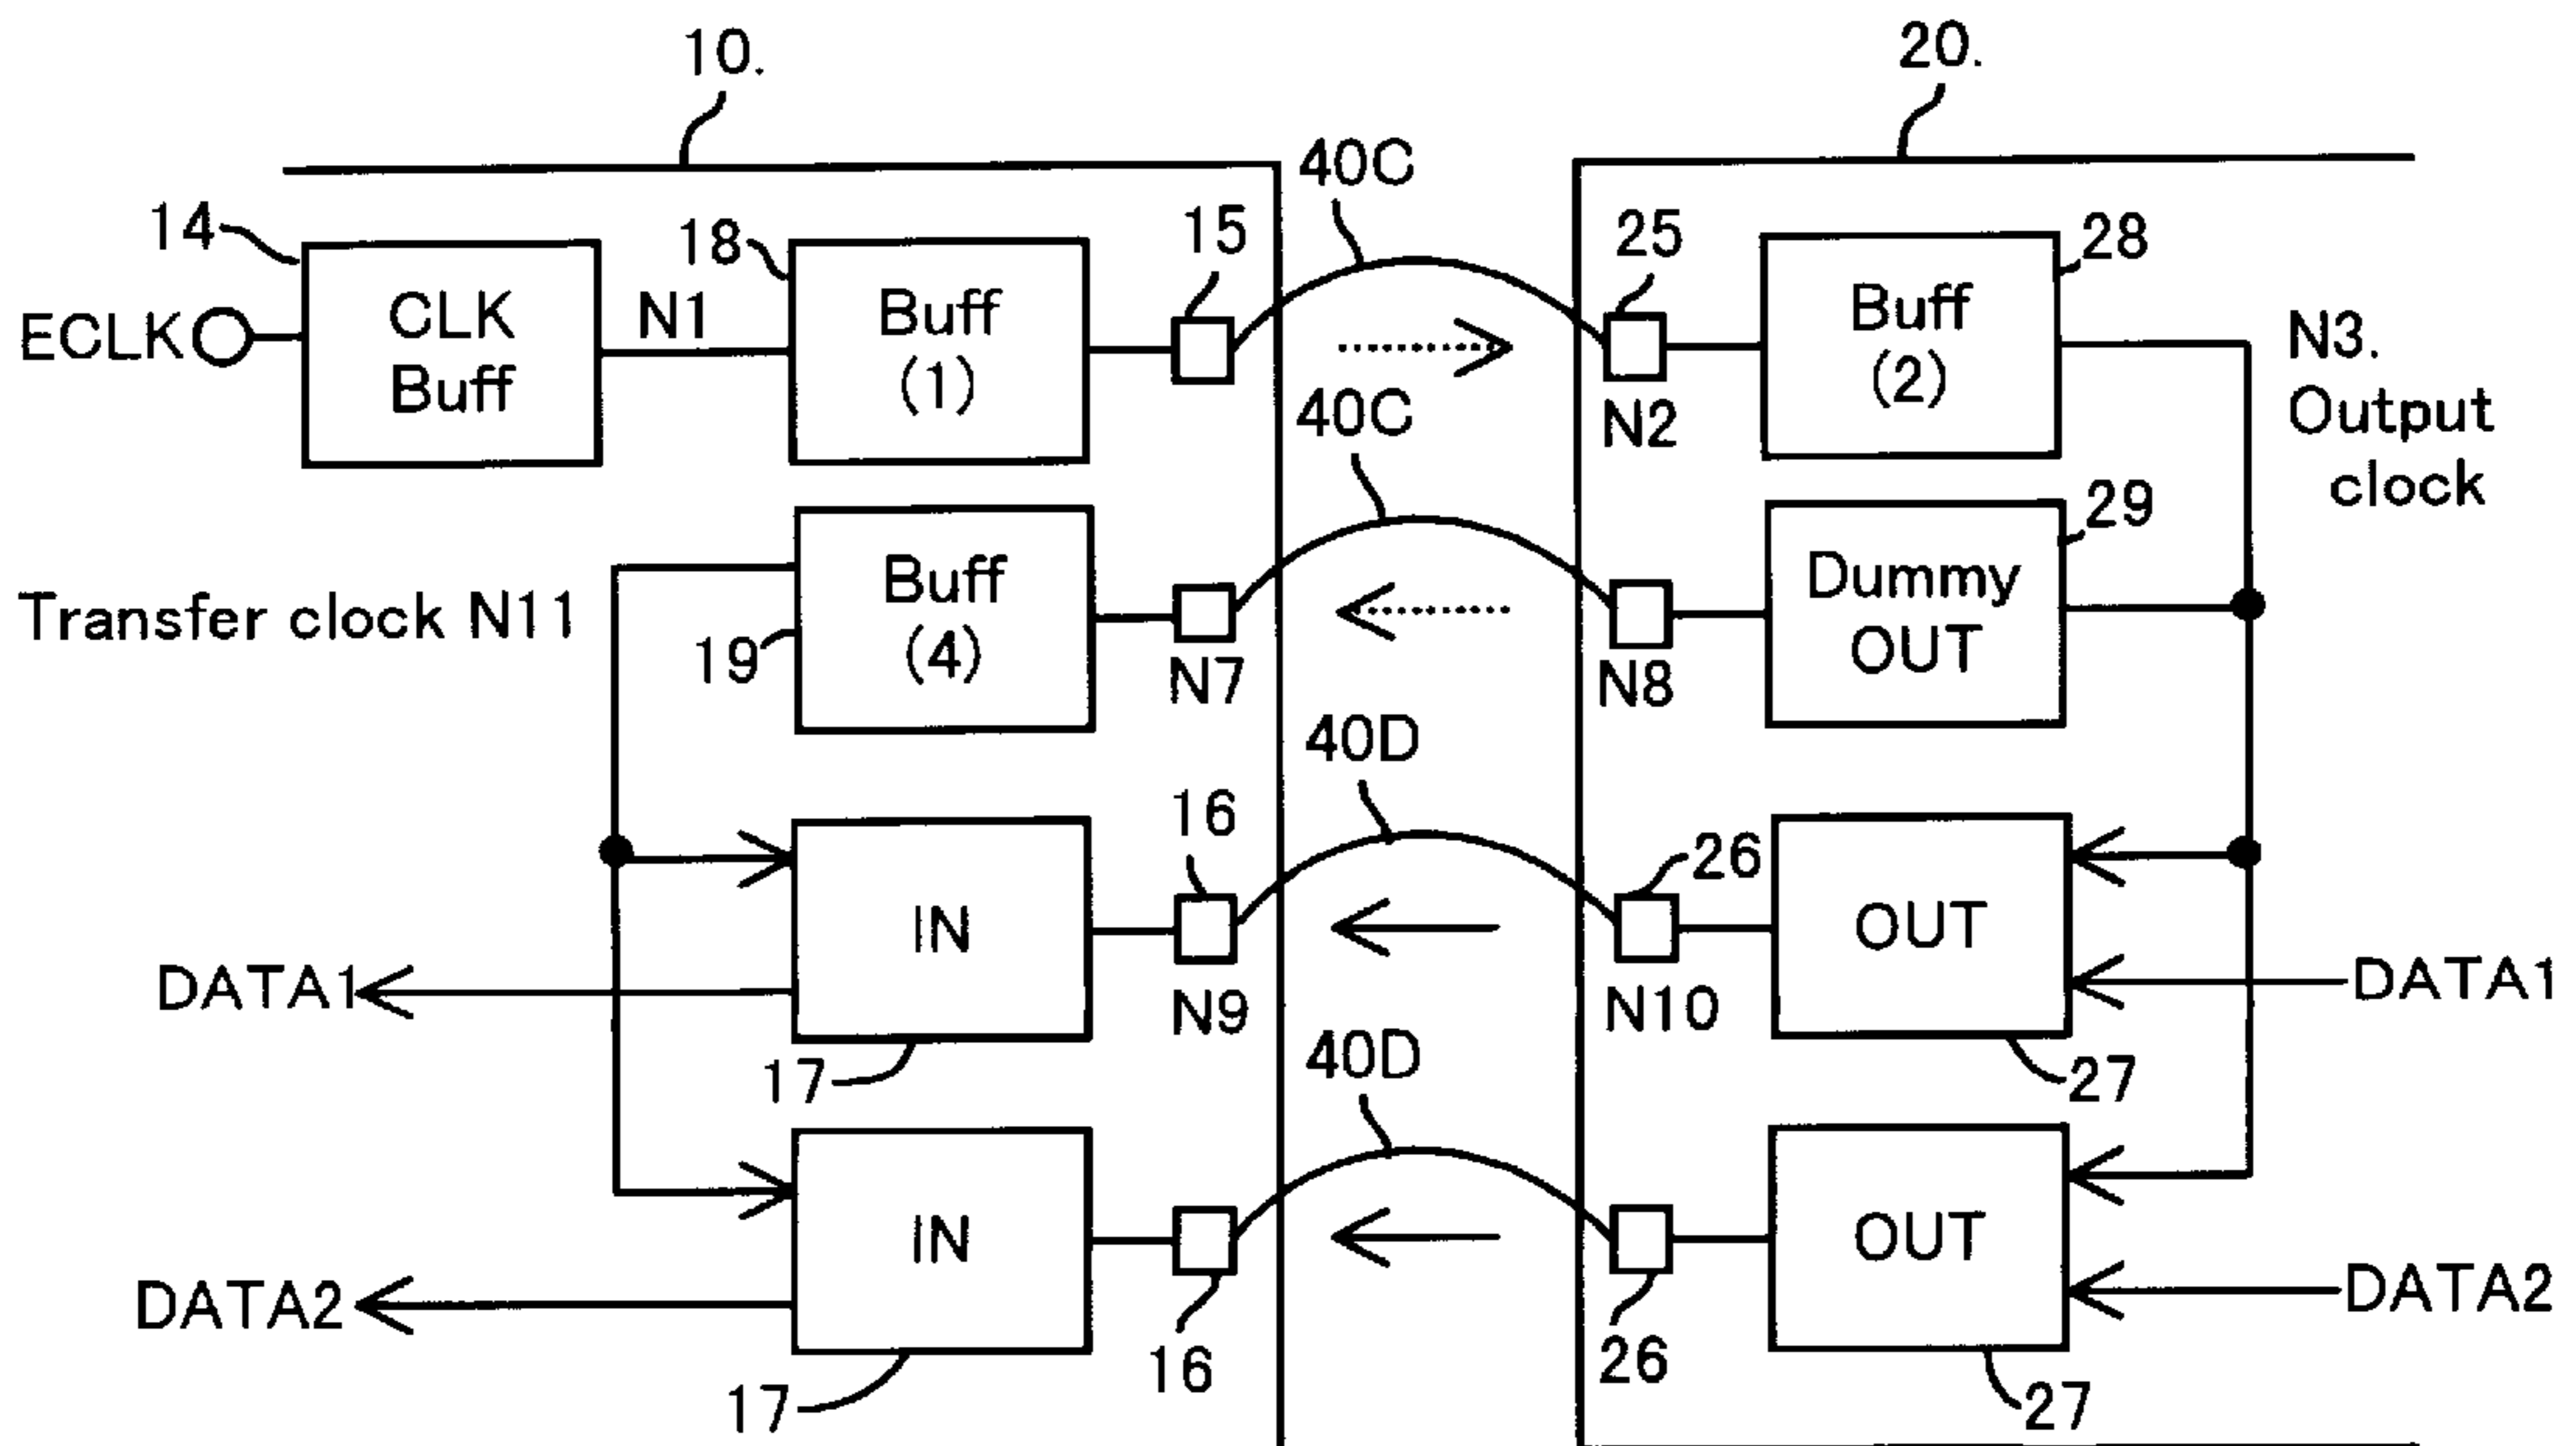 10.
20.
40C
14
18
15
25
28
ECLK
CLK
Buff
N1
Buff
(1)
Buff
(2)
N3.
Output
clock
N2
40C
29
Transfer clock N11
Buff
(4)
19
N7
N8
Dummy
OUT
40D
16
26
IN
OUT
DATA1
N9
N10
DATA1
17
40D
27
IN
OUT
DATA2
DATA2
16
26
17
27